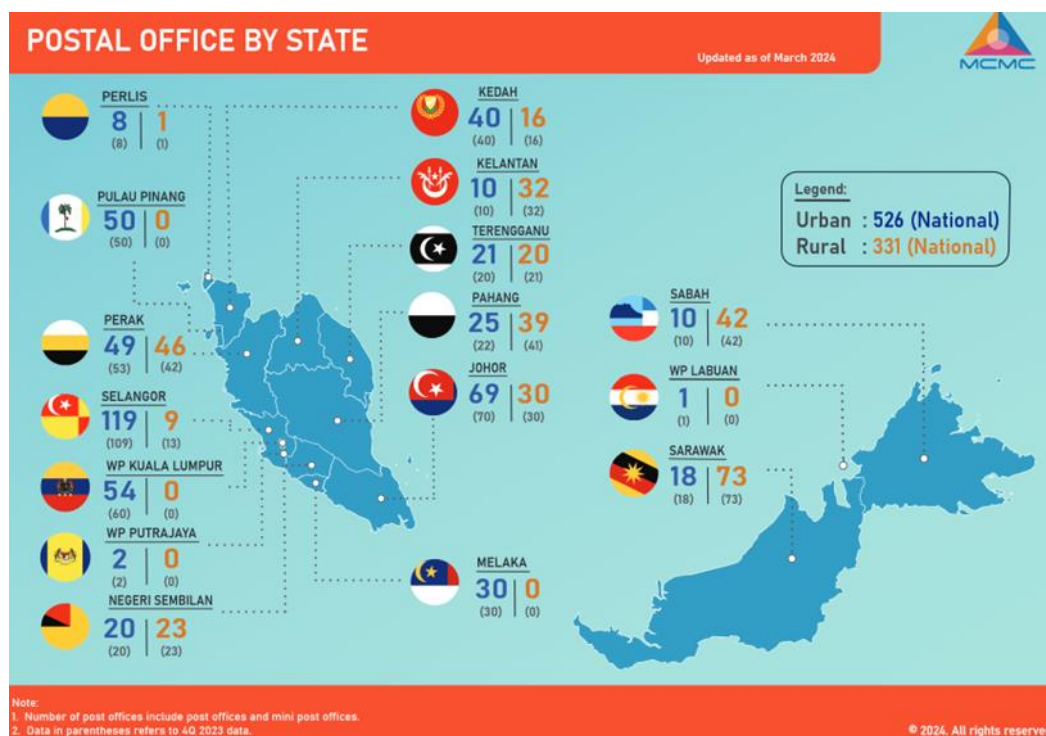 POSTAL OFFICE BY STATE
Updated as of March 2024
MCMC
PERLIS
8 | 1
(8) (1)
PULAU PINANG
50 | 0
(50) (0)
PERAK
49 | 46
(53) (42)
SELANGOR
119 | 9
(109) (13)
WP KUALA LUMPUR
54 | 0
(60) (0)
WP PUTRAJAYA
2 | 0
(2) (0)
NEGERI SEMBILAN
20 | 23
(20) (23)
KEDAH
40 | 16
(40) (16)
KELANTAN
10 | 32
(10) (32)
TERENGGANU
21 | 20
(20) (21)
PAHANG
25 | 39
(22) (41)
JOHOR
69 | 30
(70) (30)
MELAKA
30 | 0
(30) (0)
Legend:
Urban : 526 (National)
Rural : 331 (National)
SABAH
10 | 42
(10) (42)
WP LABUAN
1 | 0
(1) (0)
SARAWAK
18 | 73
(18) (73)
Note:
1. Number of post offices include post offices and mini post offices.
2. Data in parentheses refers to 4Q 2023 data.
© 2024. All rights reserve